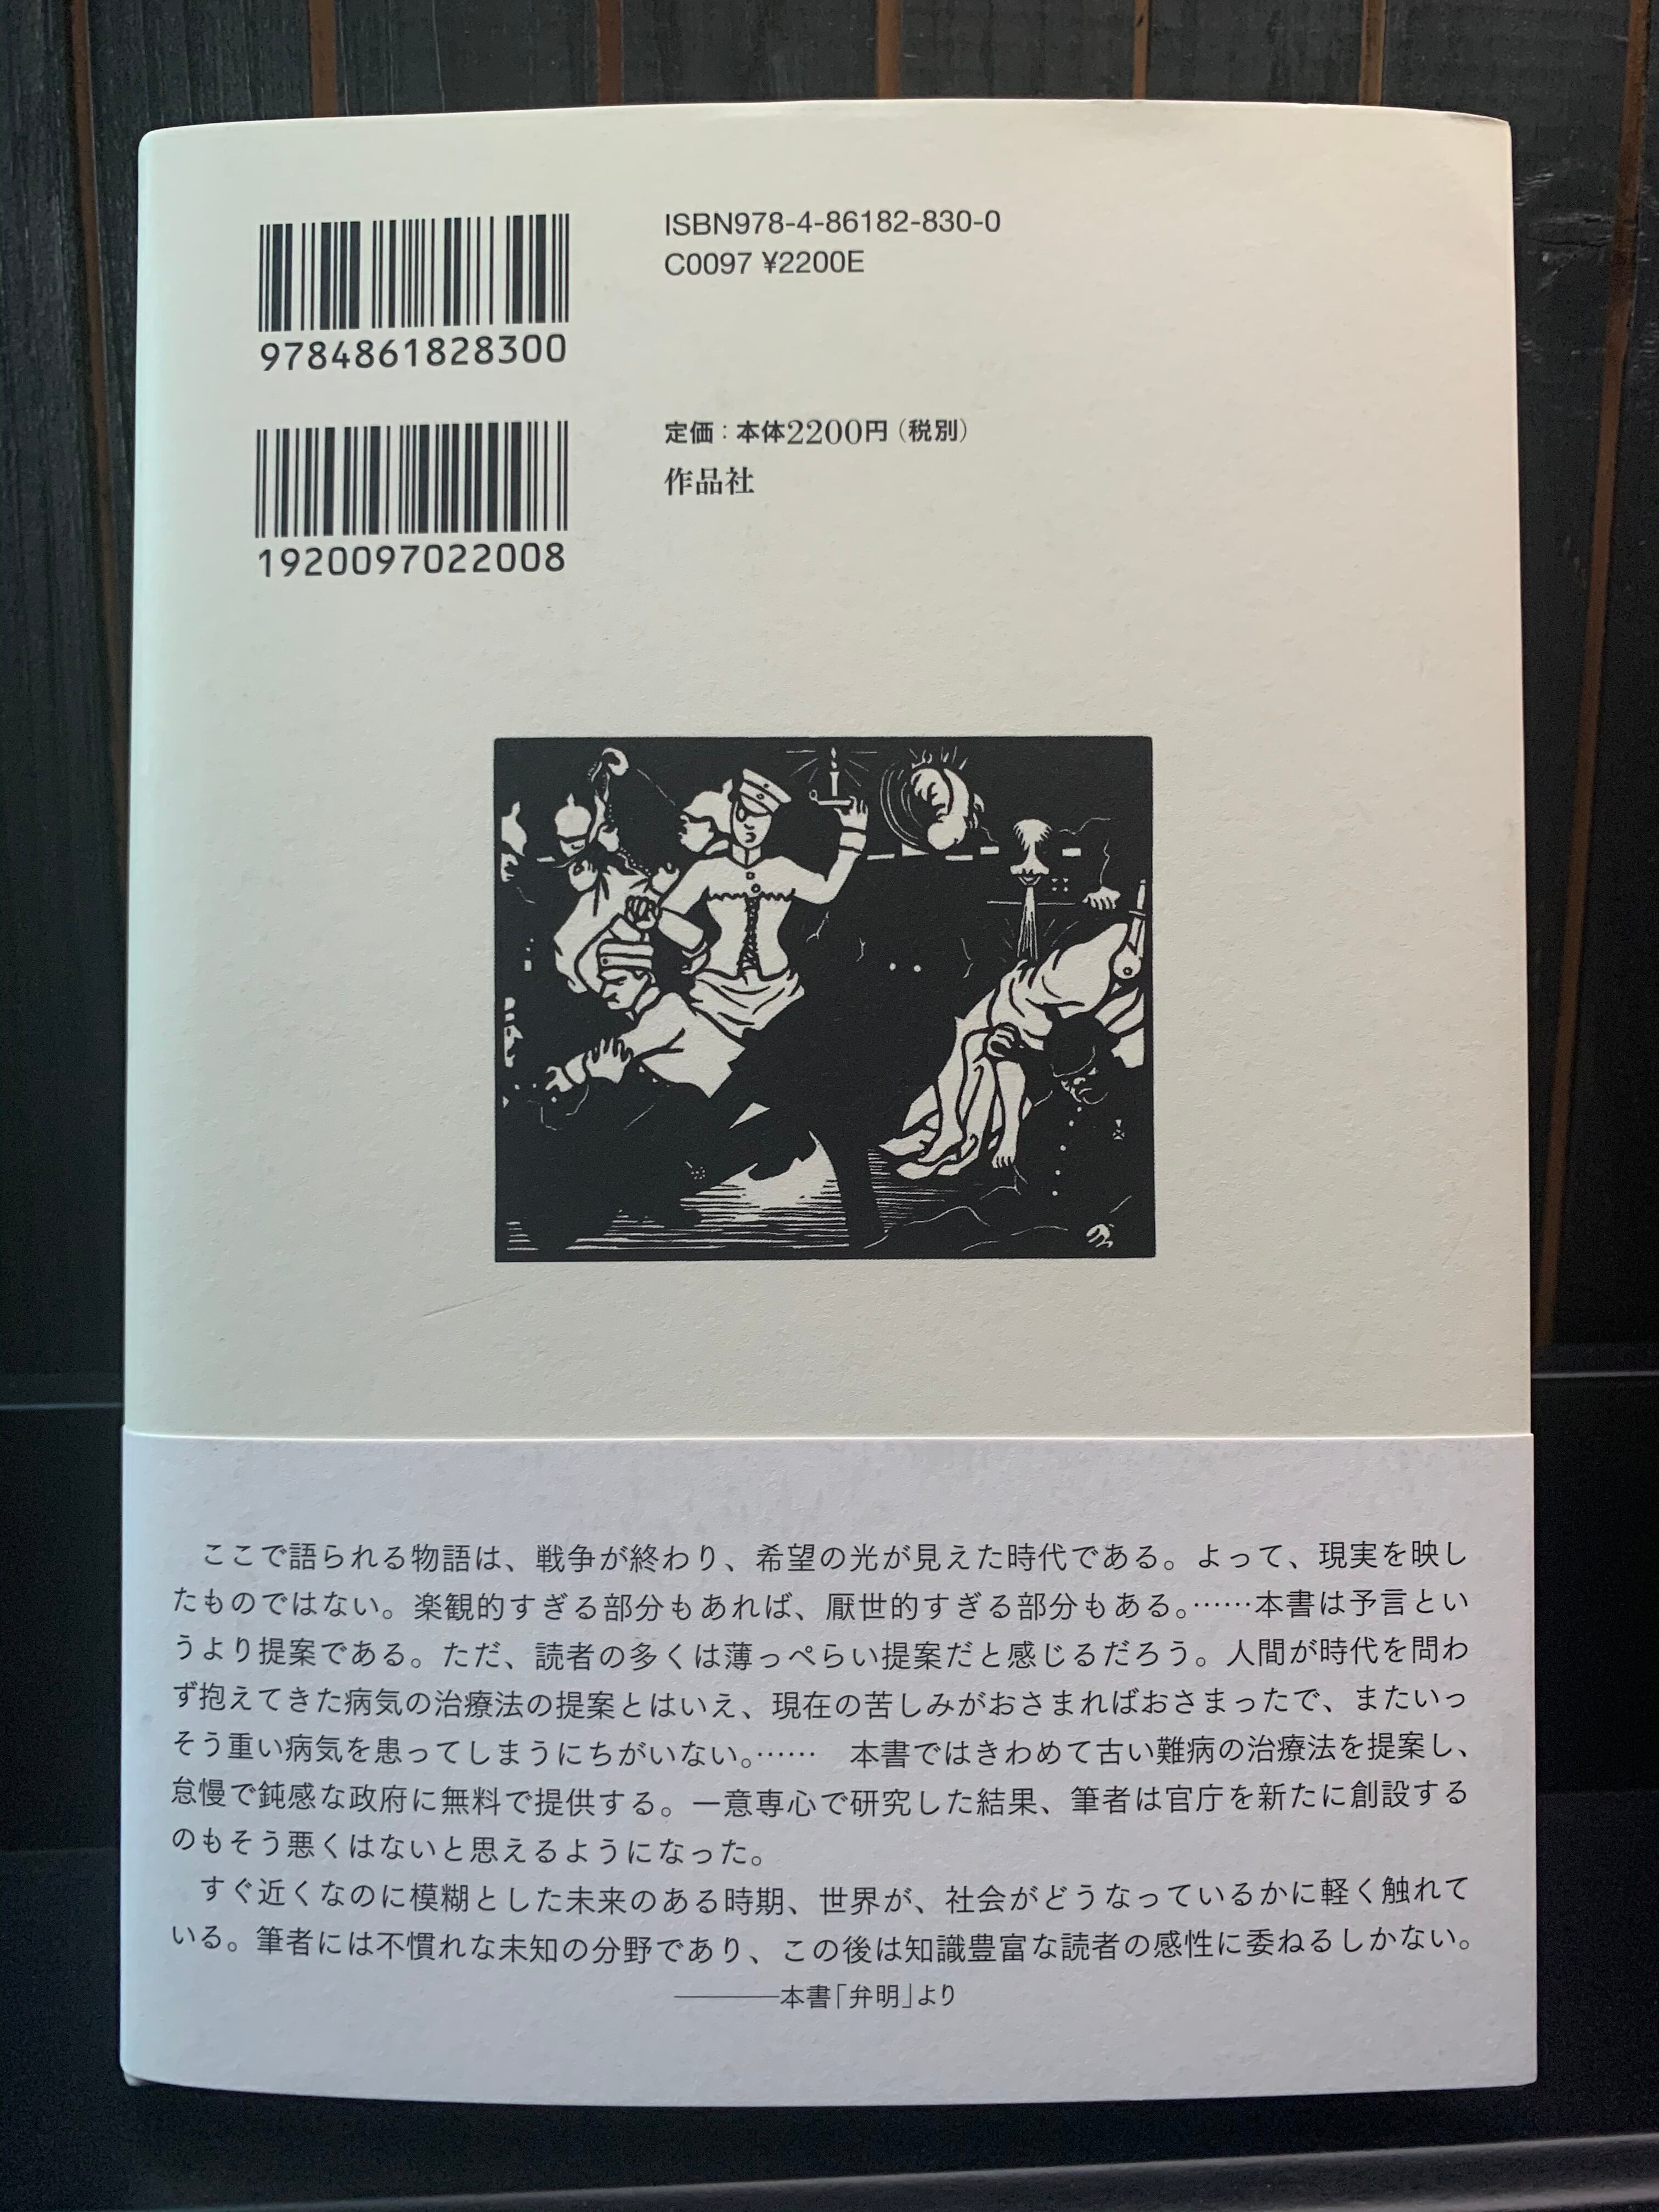 ISBN978-4-86182-830-0
C0097 ¥2200E
9784861828300
定価：本体2200円（税別）
作品社
1920097022008
ここで語られる物語は、戦争が終わり、希望の光が見えた時代である。よって、現実を映し
たものではない。楽観的すぎる部分もあれば、厭世的すぎる部分もある。……本書は予言とい
うより提案である。ただ、読者の多くは薄っぺらい提案だと感じるだろう。人間が時代を問わ
ず抱えてきた病気の治療法の提案とはいえ、現在の苦しみがおさまればおさまったで、またいっ
そう重い病気を患ってしまうにちがいない。……　本書ではきわめて古い難病の治療法を提案し、
怠慢で鈍感な政府に無料で提供する。一意専心で研究した結果、筆者は官庁を新たに創設する
のもそう悪くはないと思えるようになった。
すぐ近くなのに模糊とした未来のある時期、世界が、社会がどうなっているかに軽く触れて
いる。筆者には不慣れな未知の分野であり、この後は知識豊富な読者の感性に委ねるしかない。
———本書「弁明」より